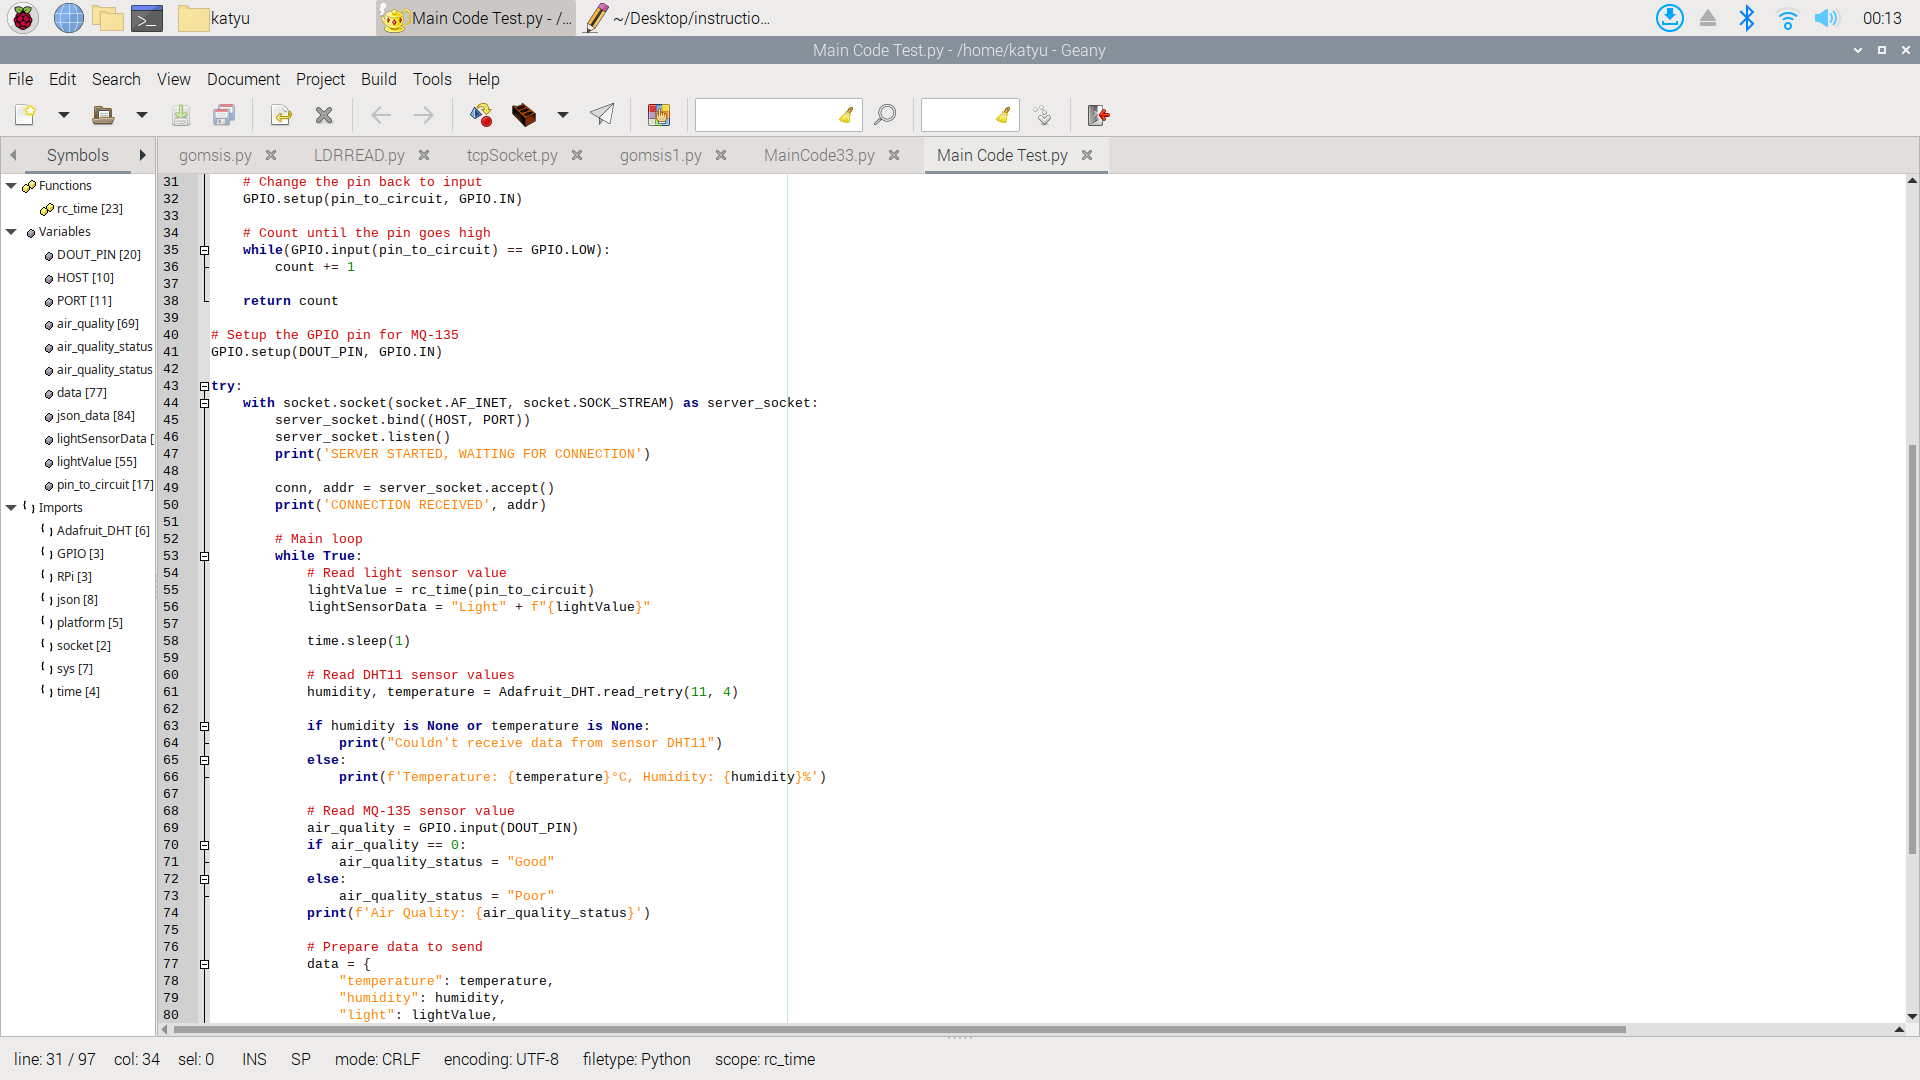 katyu
Main Code Test.py - /...
~/Desktop/instructio...
00:13
Main Code Test.py - /home/katyu - Geany
File Edit Search View Document Project Build Tools Help
Symbols
gomsis.py
LDRREAD.py
tcpSocket.py
gomsis1.py
MainCode33.py
Main Code Test.py
Functions
rc_time [23]
Variables
DOUT_PIN [20]
HOST [10]
PORT [11]
air_quality [69]
air_quality_status
air_quality_status
data [77]
json_data [84]
lightSensorData [
lightValue [55]
pin_to_circuit [17]
Imports
Adafruit_DHT [6]
GPIO [3]
RPi [3]
json [8]
platform [5]
socket [2]
sys [7]
time [4]
31     # Change the pin back to input
32     GPIO.setup(pin_to_circuit, GPIO.IN)
33
34     # Count until the pin goes high
35     while(GPIO.input(pin_to_circuit) == GPIO.LOW):
36         count += 1
37
38     return count
39
40 # Setup the GPIO pin for MQ-135
41 GPIO.setup(DOUT_PIN, GPIO.IN)
42
43 try:
44     with socket.socket(socket.AF_INET, socket.SOCK_STREAM) as server_socket:
45         server_socket.bind((HOST, PORT))
46         server_socket.listen()
47         print('SERVER STARTED, WAITING FOR CONNECTION')
48
49         conn, addr = server_socket.accept()
50         print('CONNECTION RECEIVED', addr)
51
52         # Main loop
53         while True:
54             # Read light sensor value
55             lightValue = rc_time(pin_to_circuit)
56             lightSensorData = "Light" + f"{lightValue}"
57
58             time.sleep(1)
59
60             # Read DHT11 sensor values
61             humidity, temperature = Adafruit_DHT.read_retry(11, 4)
62
63             if humidity is None or temperature is None:
64                 print("Couldn't receive data from sensor DHT11")
65             else:
66                 print(f'Temperature: {temperature}°C, Humidity: {humidity}%')
67
68             # Read MQ-135 sensor value
69             air_quality = GPIO.input(DOUT_PIN)
70             if air_quality == 0:
71                 air_quality_status = "Good"
72             else:
73                 air_quality_status = "Poor"
74             print(f'Air Quality: {air_quality_status}')
75
76             # Prepare data to send
77             data = {
78                 "temperature": temperature,
79                 "humidity": humidity,
80                 "light": lightValue,
line: 31 / 97 col: 34 sel: 0 INS SP mode: CRLF encoding: UTF-8 filetype: Python scope: rc_time